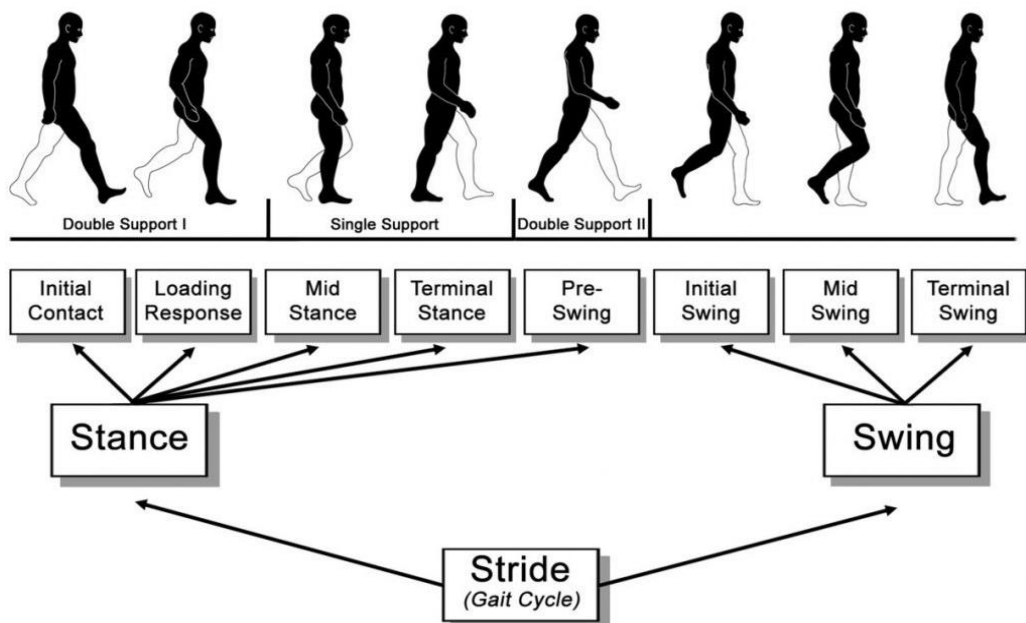 Double Support I
Single Support
Double Support II
Initial
Contact
Loading
Response
Mid
Stance
Terminal
Stance
Pre-
Swing
Initial
Swing
Mid
Swing
Terminal
Swing
Stance
Swing
Stride
(Gait Cycle)